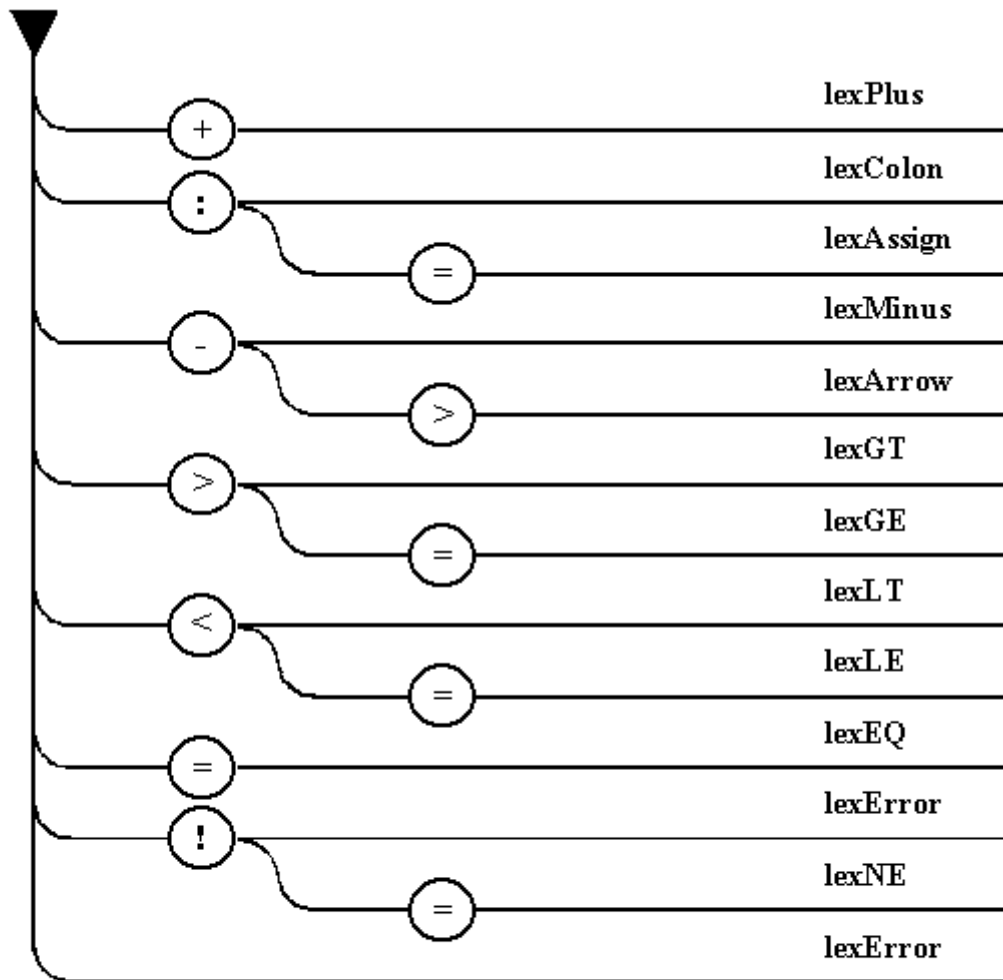 lexPlus
+
lexColon
:
lexAssign
=
lexMinus
-
lexArrow
>
lexGT
>
lexGE
=
lexLT
<
lexLE
=
lexEQ
=
lexError
!
lexNE
=
lexError